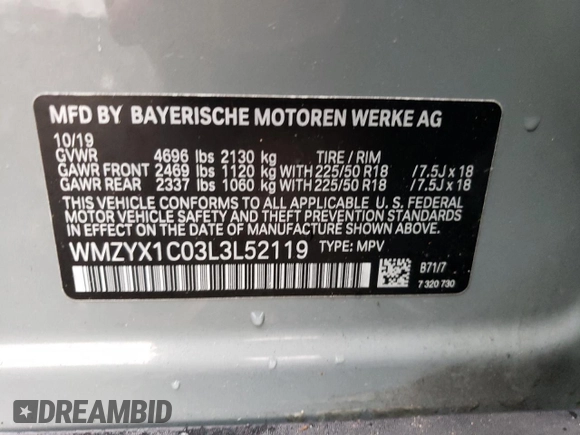 MFD BY BAYERISCHE MOTOREN WERKE AG
10/19
GVWR 4696 lbs 2130 kg TIRE / RIM
GAWR FRONT 2469 lbs 1120 kg WITH 225/50 R18 / 7.5J x 18
GAWR REAR 2337 lbs 1060 kg WITH 225/50 R18 / 7.5J x 18
THIS VEHICLE CONFORMS TO ALL APPLICABLE U. S. FEDERAL
MOTOR VEHICLE SAFETY AND THEFT PREVENTION STANDARDS
IN EFFECT ON THE DATE OF MANUFACTURE SHOWN ABOVE.
WMZYX1C03L3L52119 TYPE: MPV
B71/7
7 320 730
DREAMBID